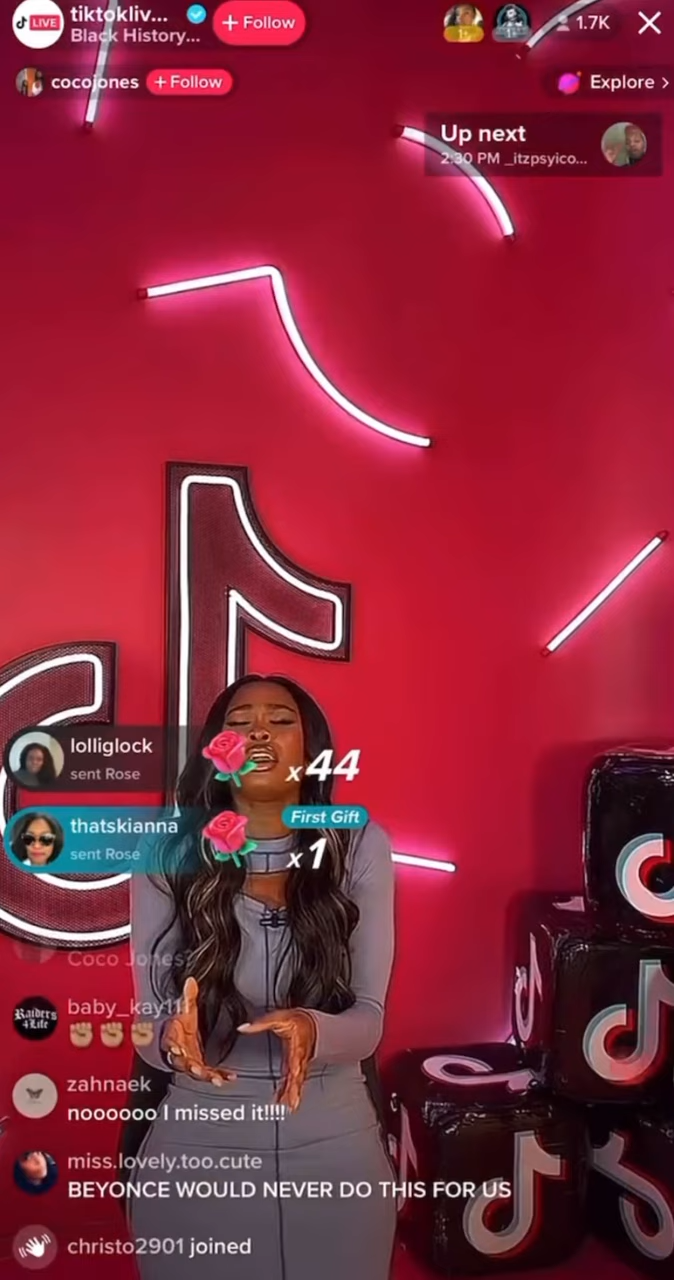 LIVE
tiktokliv...
Black History...
+ Follow
1.7K
cocojones
+ Follow
Explore >
Up next
2:30 PM _itzpsyico...
lolliglock
sent Rose
x44
First Gift
thatskianna
sent Rose
x1
Coco Jones?
baby_kay111
Raiders
4Life
zahnaek
noooooo I missed it!!!!
miss.lovely.too.cute
BEYONCE WOULD NEVER DO THIS FOR US
christo2901 joined